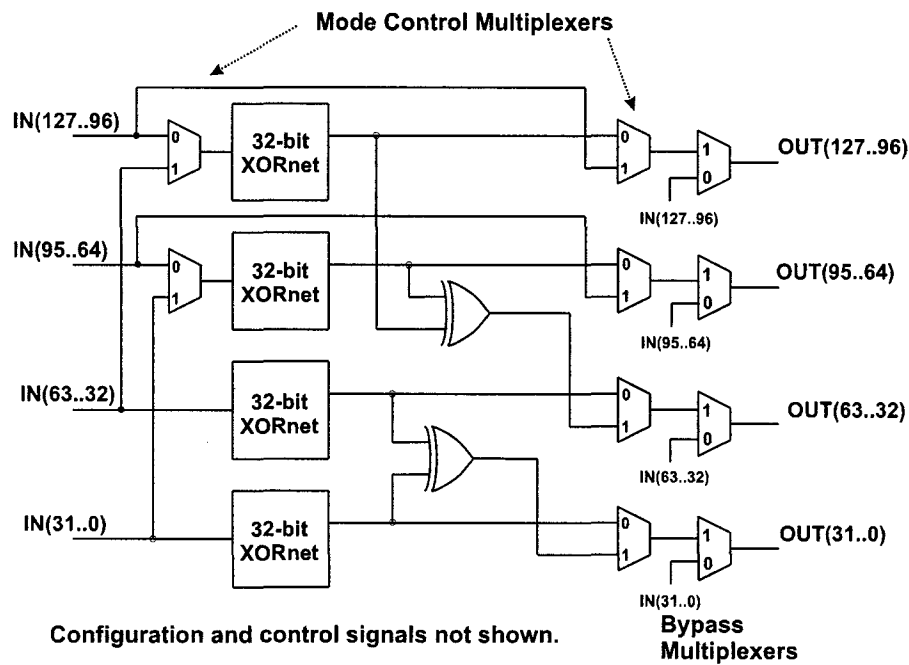 Mode Control Multiplexers
IN(127..96)
0
1
32-bit
XORnet
0
1
1
0
OUT(127..96)
IN(127..96)
IN(95..64)
0
1
32-bit
XORnet
0
1
1
0
OUT(95..64)
IN(95..64)
IN(63..32)
32-bit
XORnet
0
1
1
0
OUT(63..32)
IN(63..32)
IN(31..0)
32-bit
XORnet
0
1
1
0
OUT(31..0)
IN(31..0)
Configuration and control signals not shown.
Bypass
Multiplexers